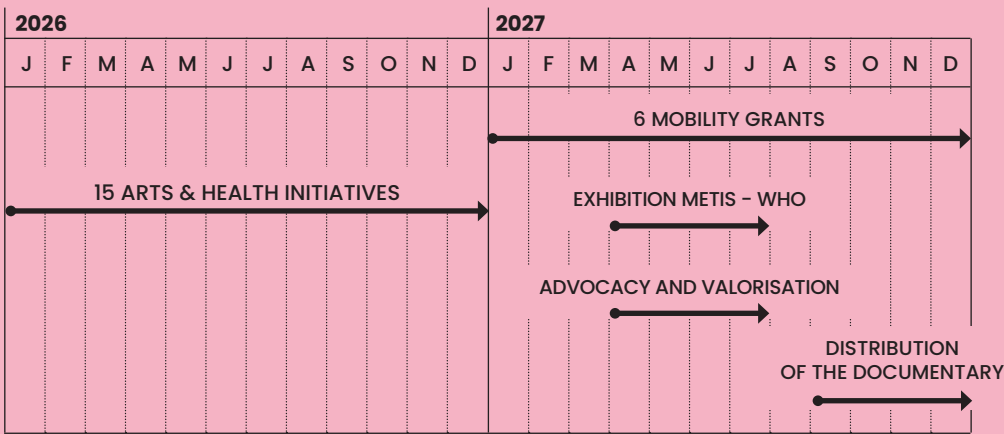 2026 2027
J F M A M J J A S O N D J F M A M J J A S O N D
6 MOBILITY GRANTS
15 ARTS & HEALTH INITIATIVES
EXHIBITION METIS - WHO
ADVOCACY AND VALORISATION
DISTRIBUTION
OF THE DOCUMENTARY